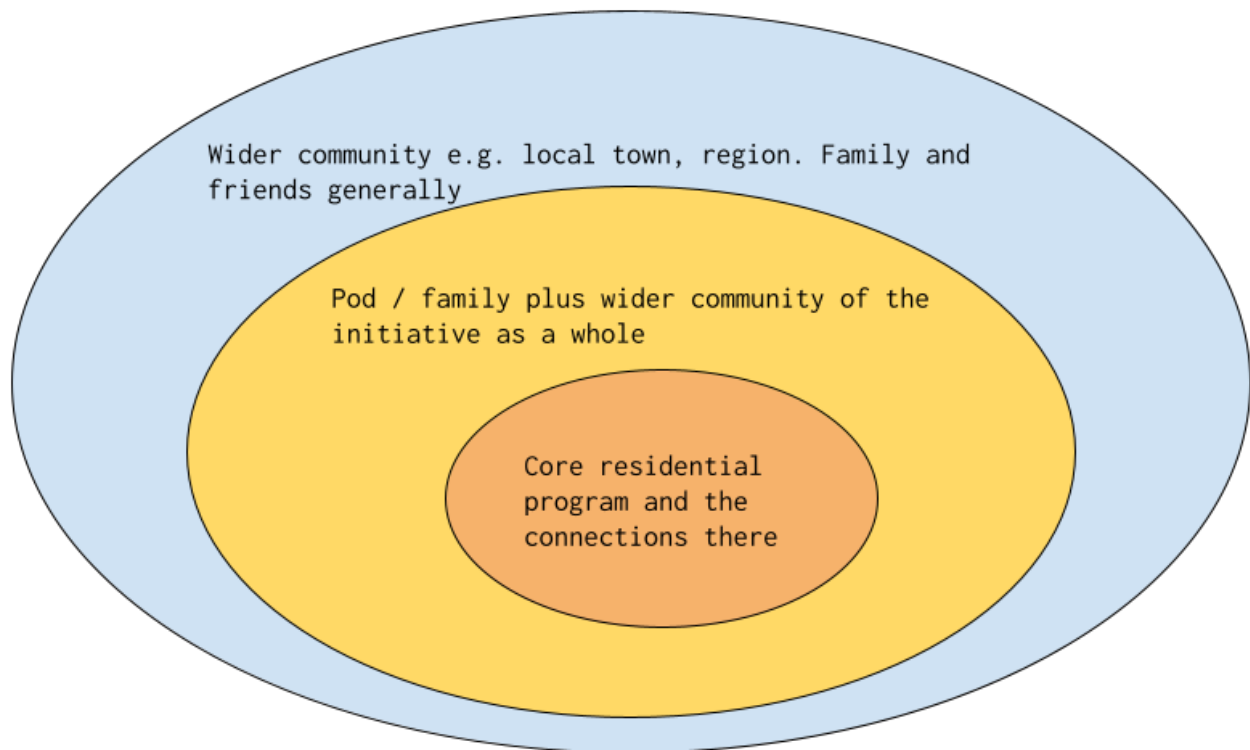 Wider community e.g. local town, region. Family and
friends generally
Pod / family plus wider community of the
initiative as a whole
Core residential
program and the
connections there